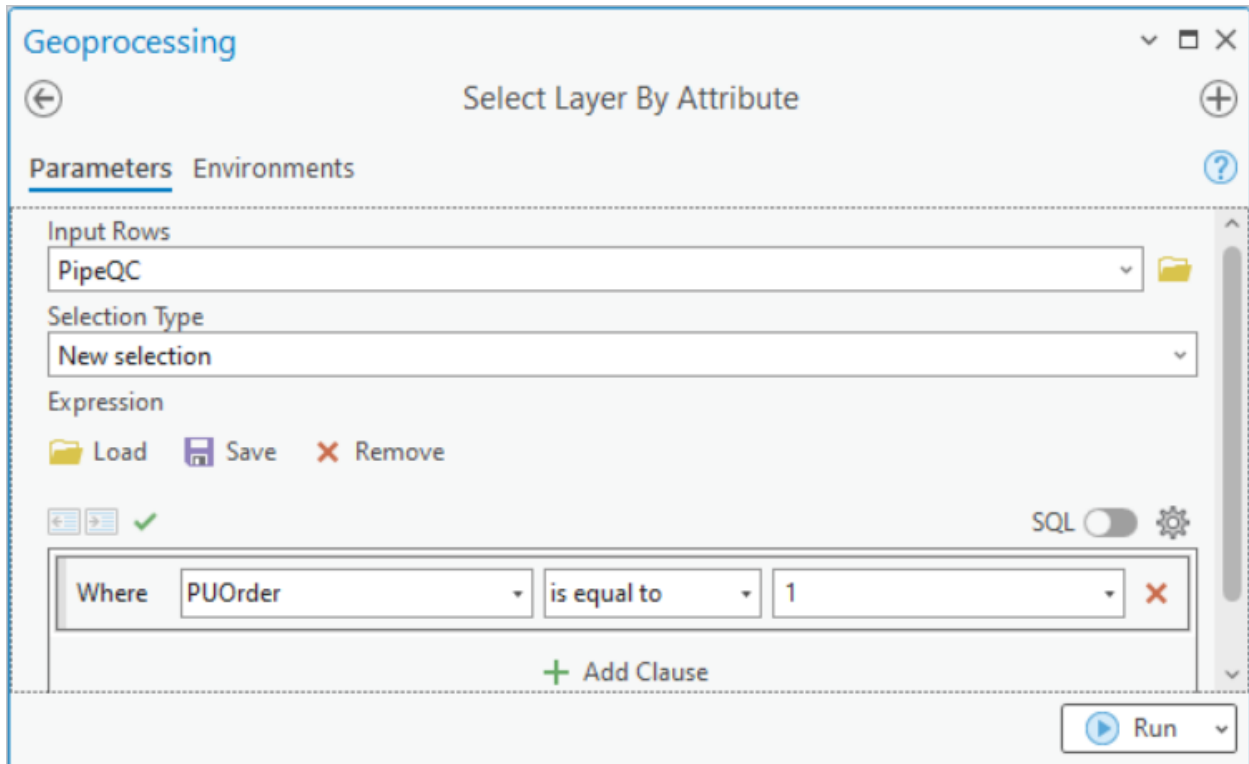 Geoprocessing
Select Layer By Attribute
Parameters Environments
Input Rows
PipeQC
Selection Type
New selection
Expression
Load Save Remove
SQL
Where PUOrder is equal to 1
Add Clause
Run